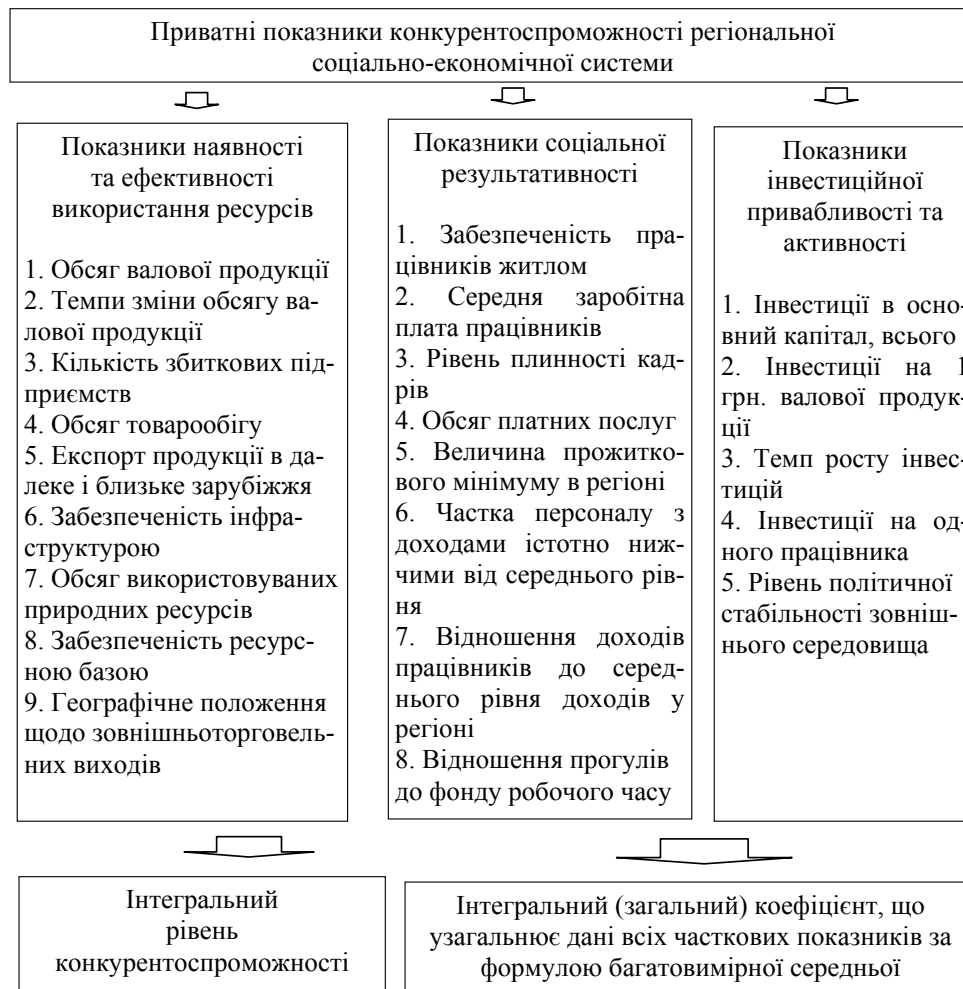 Приватні показники конкурентоспроможності регіональної
соціально-економічної системи
Показники наявності
та ефективності
використання ресурсів
1. Обсяг валової продукції
2. Темпи зміни обсягу ва-
лової продукції
3. Кількість збиткових під-
приємств
4. Обсяг товарообігу
5. Експорт продукції в да-
леке і близьке зарубіжжя
6. Забезпеченість інфра-
структурою
7. Обсяг використовуваних
природних ресурсів
8. Забезпеченість ресурс-
ною базою
9. Географічне положення
щодо зовнішньоторговель-
них виходів
Показники соціальної
результативності
1. Забезпеченість пра-
цівників житлом
2. Середня заробітна
плата працівників
3. Рівень плинності кад-
рів
4. Обсяг платних послуг
5. Величина прожитко-
вого мінімуму в регіоні
6. Частка персоналу з
доходами істотно ниж-
чими від середнього рів-
ня
7. Відношення доходів
працівників до серед-
нього рівня доходів у
регіоні
8. Відношення прогулів
до фонду робочого часу
Показники
інвестиційної
привабливості та
активності
1. Інвестиції в осно-
вний капітал, всього
2. Інвестиції на 1
грн. валової продук-
ції
3. Темп росту інвес-
тицій
4. Інвестиції на од-
ного працівника
5. Рівень політичної
стабільності зовніш-
нього середовища
Інтегральний
рівень
конкурентоспроможності
Інтегральний (загальний) коефіцієнт, що
узагальнює дані всіх часткових показників за
формулою багатовимірної середньої